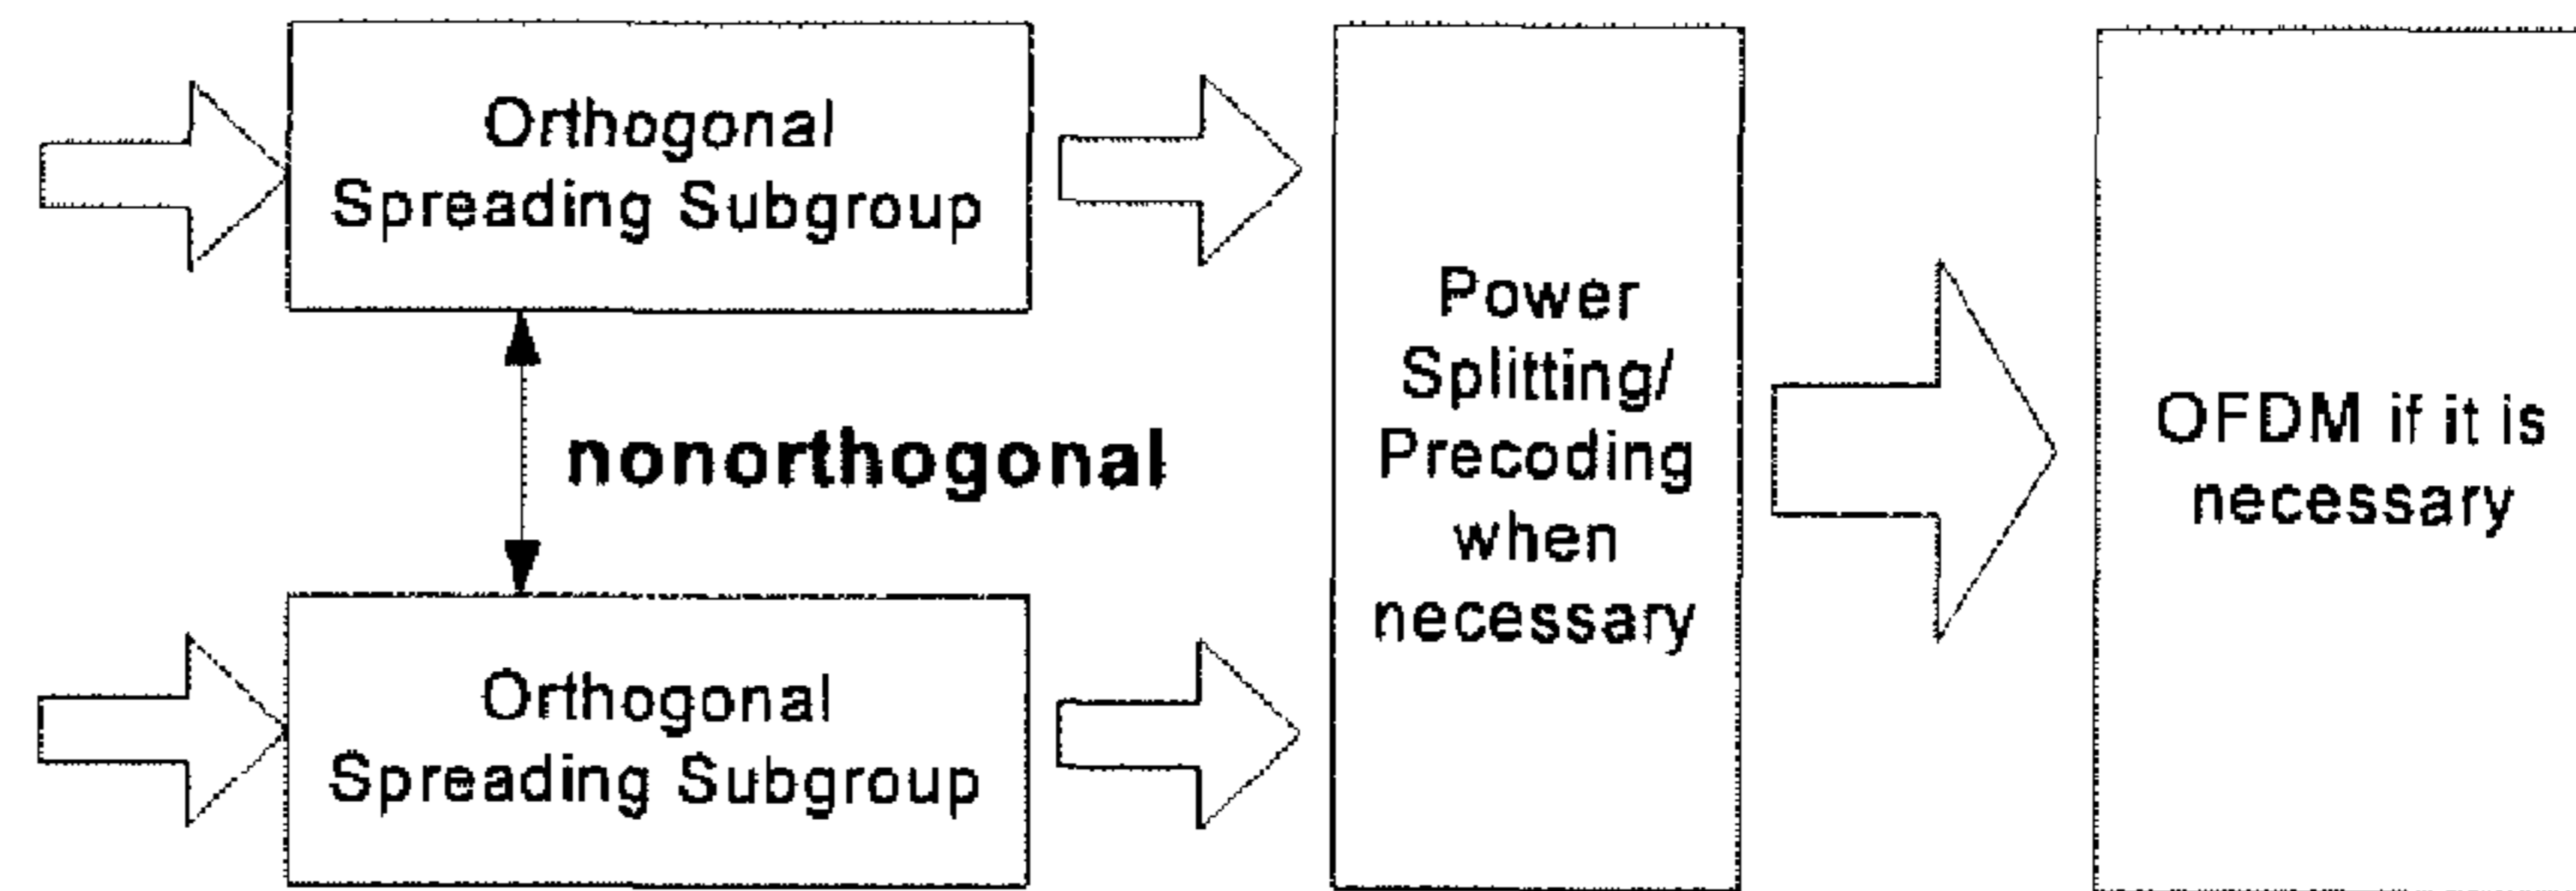 Orthogonal
Spreading Subgroup
nonorthogonal
Orthogonal
Spreading Subgroup
Power
Splitting/
Precoding
when
necessary
OFDM if it is
necessary